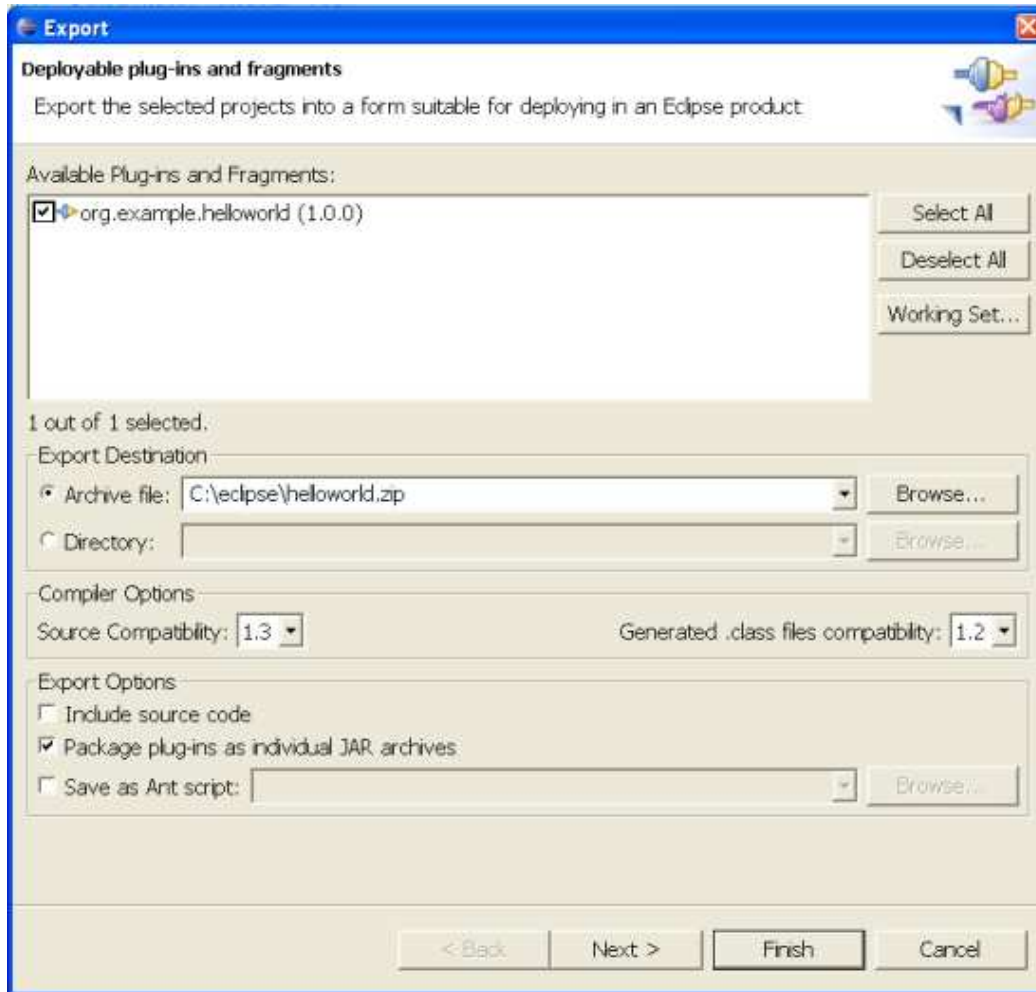 Export
Deployable plug-ins and fragments
Export the selected projects into a form suitable for deploying in an Eclipse product
Available Plug-ins and Fragments:
org.example.helloworld (1.0.0)
Select All
Deselect All
Working Set...
1 out of 1 selected.
Export Destination
Archive file: C:\eclipse\helloworld.zip Browse...
Directory: Browse...
Compiler Options
Source Compatibility: 1.3 Generated .class files compatibility: 1.2
Export Options
Include source code
Package plug-ins as individual JAR archives
Save as Ant script: Browse...
< Back Next > Finish Cancel